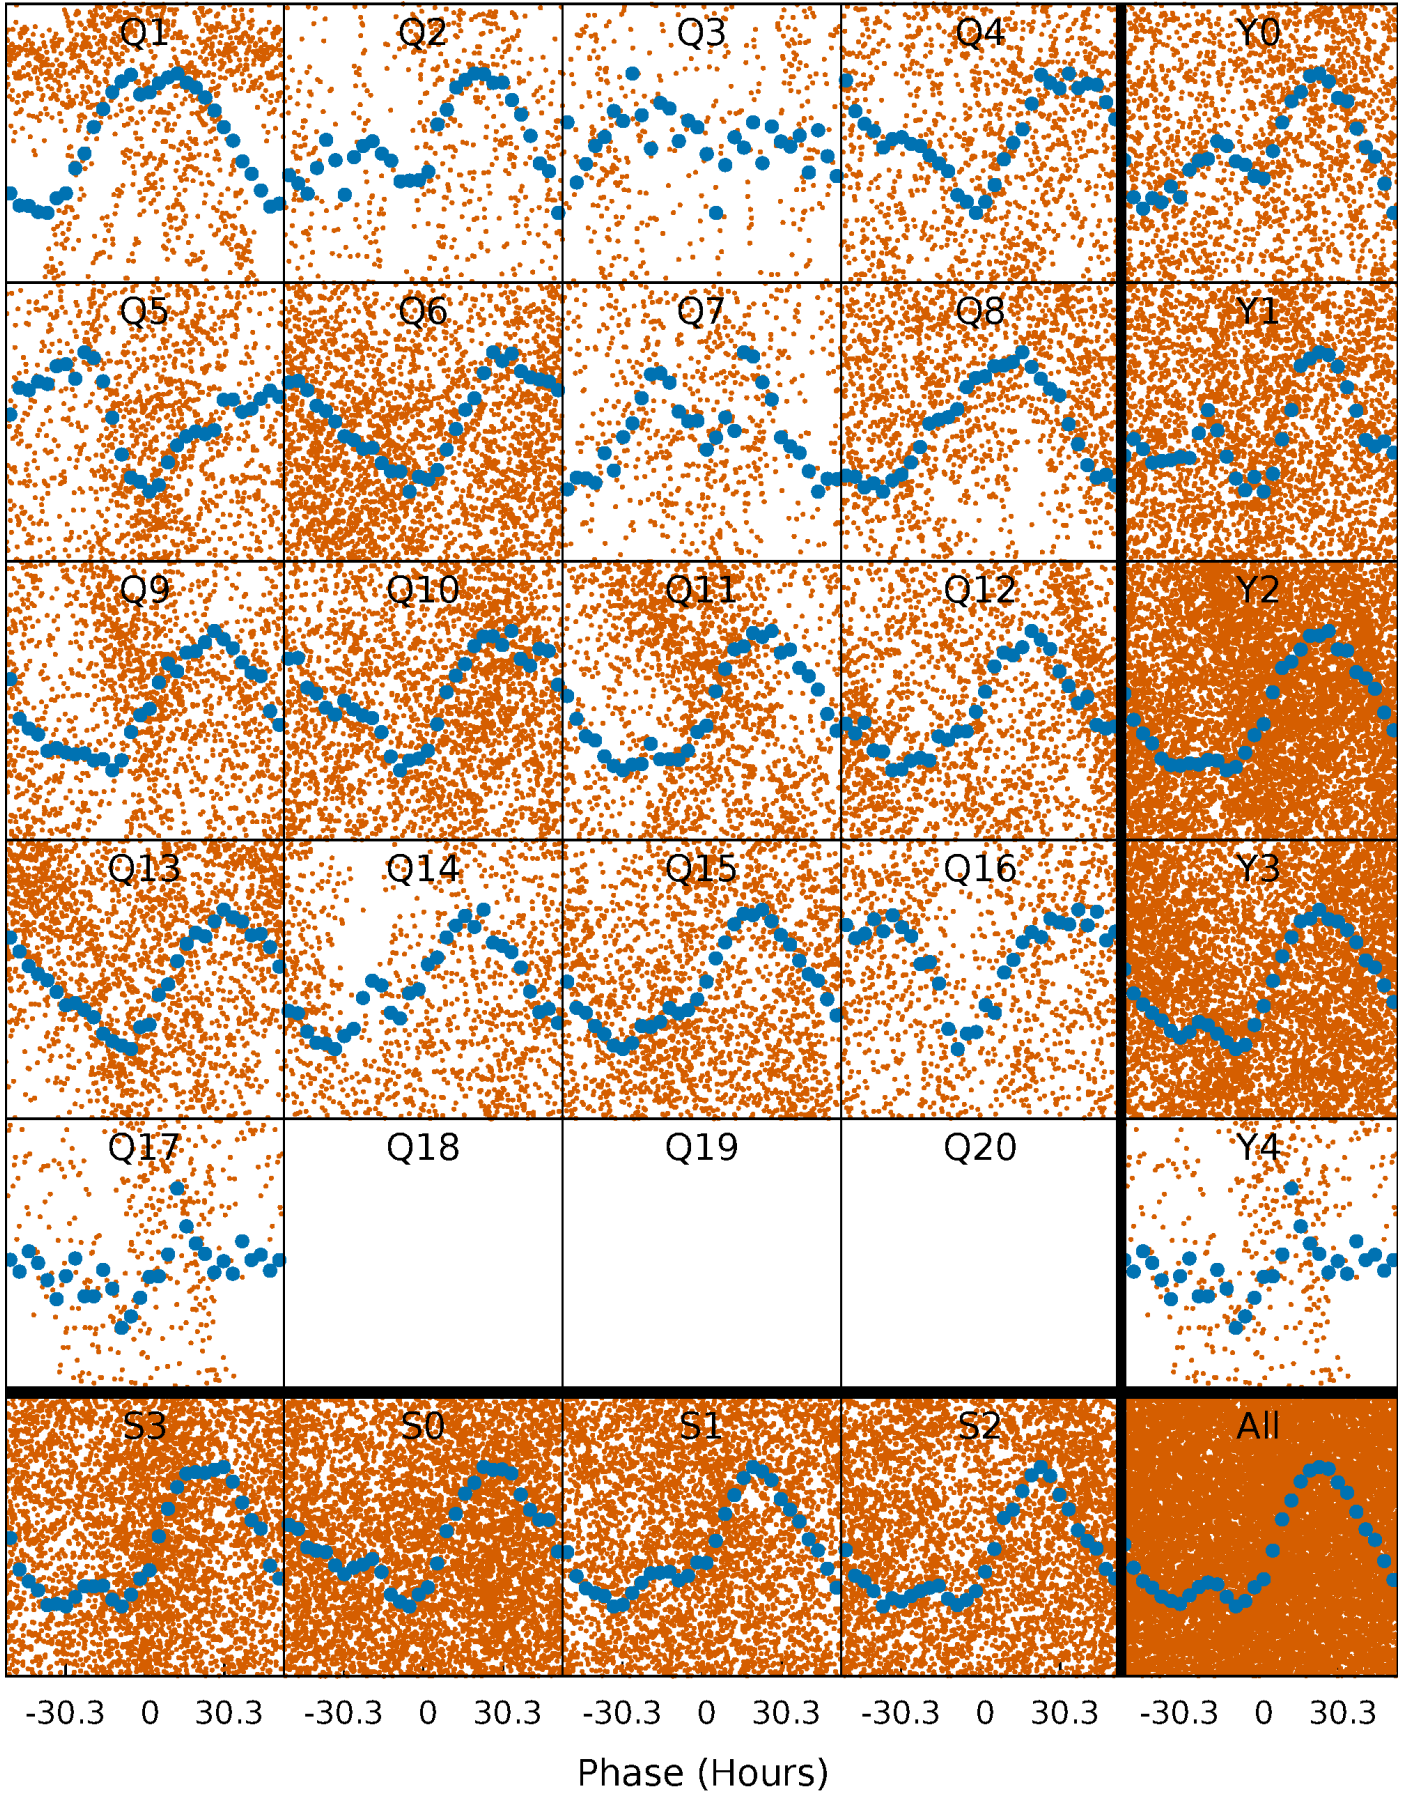 Q1 Q2 Q3 Q4 Y0
Q5 Q6 Q7 Q8 Y1
Q9 Q10 Q11 Q12 Y2
Q13 Q14 Q15 Q16 Y3
Q17 Q18 Q19 Q20 Y4
S3 S0 S1 S2 All
-30.3 0 30.3 -30.3 0 30.3 -30.3 0 30.3 -30.3 0 30.3 -30.3 0 30.3
Phase (Hours)